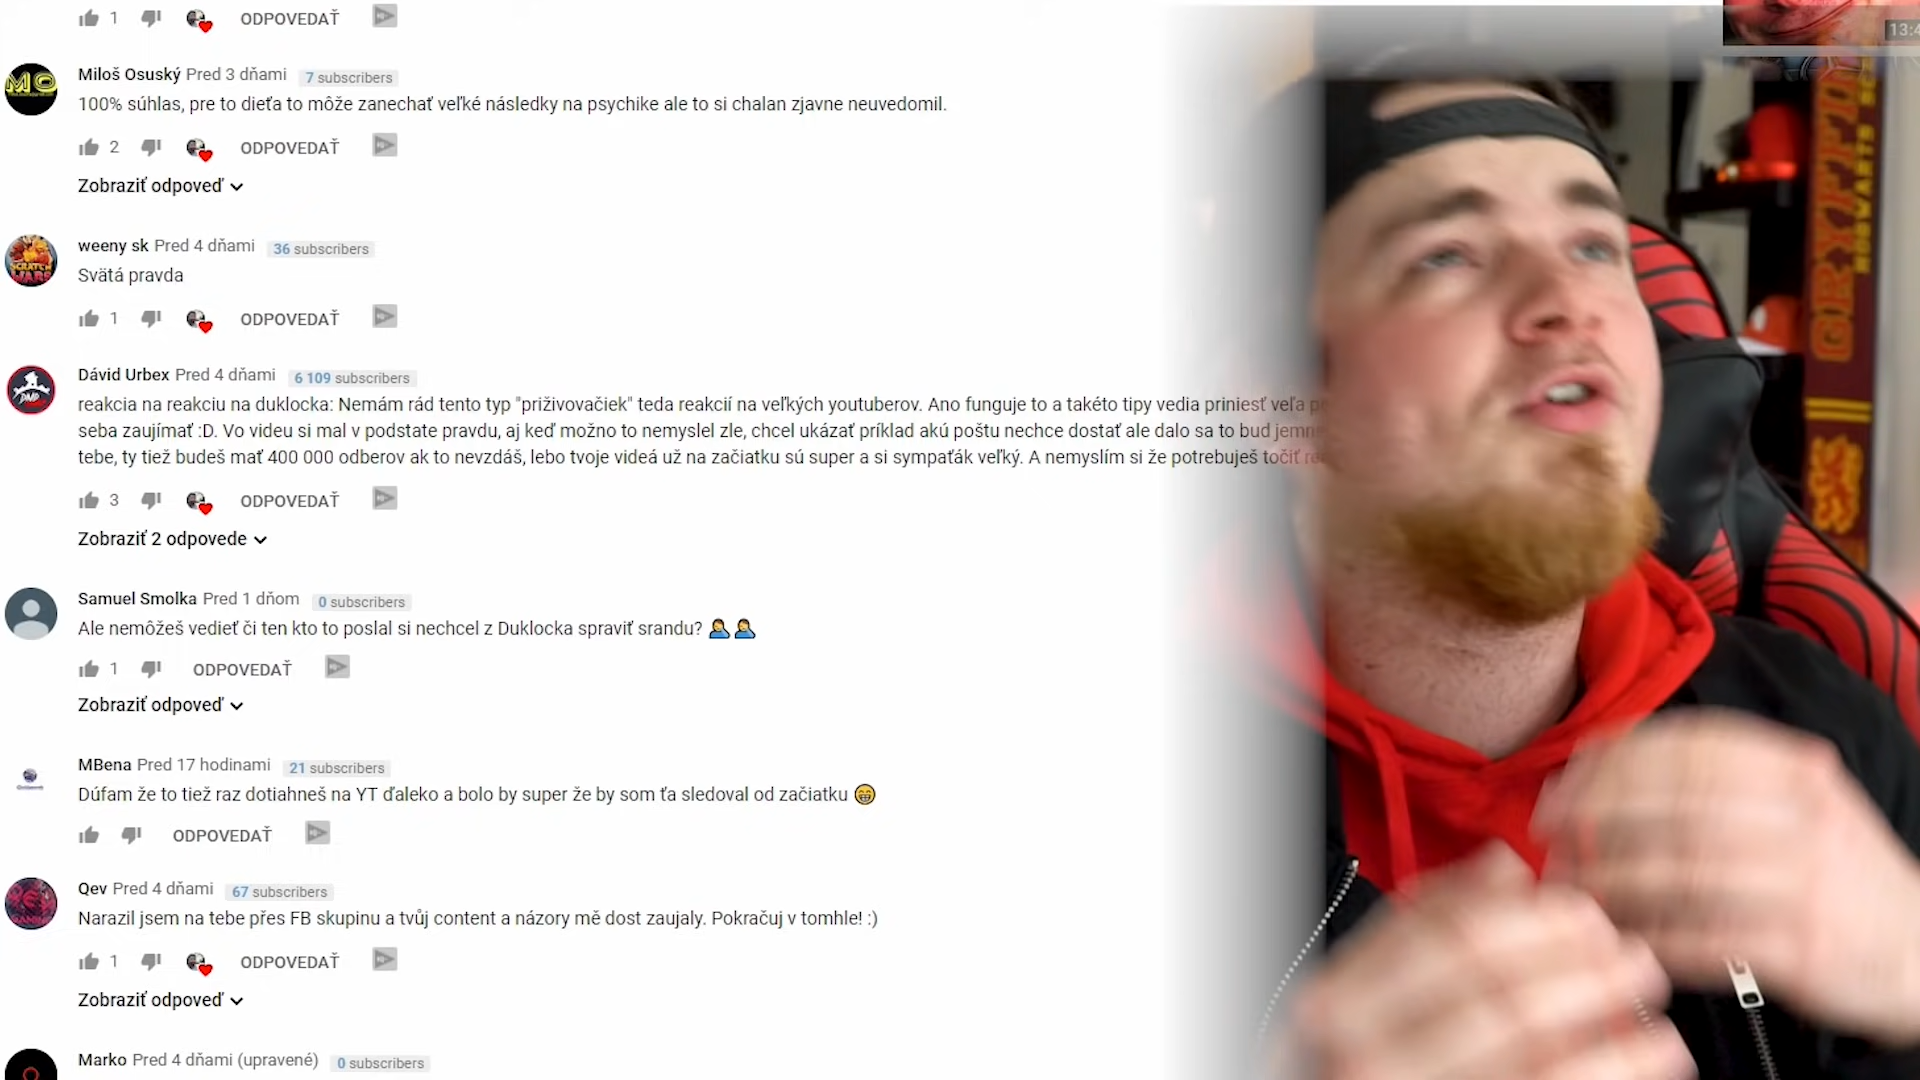 1 ODPOVEDAŤ
13:4
Miloš Osuský Pred 3 dňami 7 subscribers
100% súhlas, pre to dieťa to môže zanechať veľké následky na psychike ale to si chalan zjavne neuvedomil.
2 ODPOVEDAŤ
Zobraziť odpoveď
weeny sk Pred 4 dňami 36 subscribers
Svätá pravda
1 ODPOVEDAŤ
Dávid Urbex Pred 4 dňami 6 109 subscribers
reakcia na reakciu na duklocka: Nemám rád tento typ "priživovačiek" teda reakcií na veľkých youtuberov. Ano funguje to a takéto tipy vedia priniesť veľa
seba zaujímať :D. Vo videu si mal v podstate pravdu, aj keď možno to nemyslel zle, chcel ukázať príklad akú poštu nechce dostať ale dalo sa to bud jemne
tebe, ty tiež budeš mať 400 000 odberov ak to nevzdáš, lebo tvoje videá už na začiatku sú super a si sympaťák veľký. A nemyslím si že potrebuješ točiť
3 ODPOVEDAŤ
Zobraziť 2 odpovede
Samuel Smolka Pred 1 dňom 0 subscribers
Ale nemôžeš vedieť či ten kto to poslal si nechcel z Duklocka spraviť srandu? 🤦‍♂️🤦‍♂️
1 ODPOVEDAŤ
Zobraziť odpoveď
MBena Pred 17 hodinami 21 subscribers
Dúfam že to tiež raz dotiahneš na YT ďaleko a bolo by super že by som ťa sledoval od začiatku 😁
ODPOVEDAŤ
Qev Pred 4 dňami 67 subscribers
Narazil jsem na tebe přes FB skupinu a tvůj content a názory mě dost zaujaly. Pokračuj v tomhle! :)
1 ODPOVEDAŤ
Zobraziť odpoveď
Marko Pred 4 dňami (upravené) 0 subscribers
MO
SCRATCH
WARS
HOGWARTS